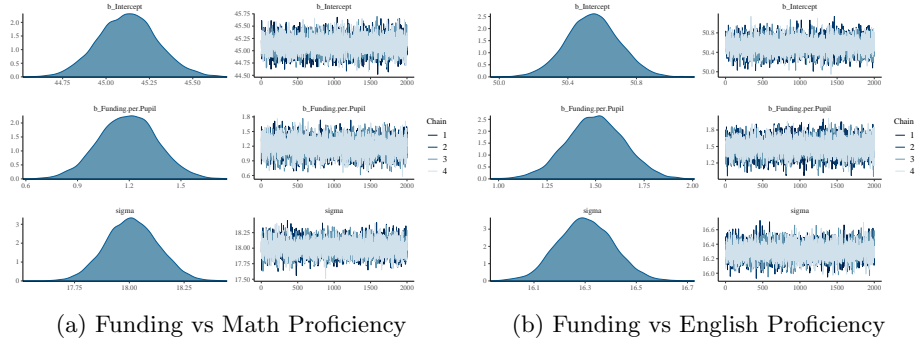 b_Intercept
2.0
1.5
1.0
0.5
0.0
44.75 45.00 45.25 45.50
b_Intercept
45.75
45.50
45.25
45.00
44.75
44.50
0 500 1000 1500 2000
b_Funding.per.Pupil
2.0
1.5
1.0
0.5
0.0
0.6 0.9 1.2 1.5
b_Funding.per.Pupil
1.8
1.5
1.2
0.9
0.6
0 500 1000 1500 2000
Chain
1
2
3
4
sigma
3
2
1
0
17.75 18.00 18.25
sigma
18.25
18.00
17.75
17.50
0 500 1000 1500 2000
(a) Funding vs Math Proficiency
b_Intercept
2.5
2.0
1.5
1.0
0.5
0.0
50.0 50.4 50.8
b_Intercept
50.8
50.4
50.0
0 500 1000 1500 2000
b_Funding.per.Pupil
2.5
2.0
1.5
1.0
0.5
0.0
1.00 1.25 1.50 1.75 2.00
b_Funding.per.Pupil
1.8
1.5
1.2
0 500 1000 1500 2000
Chain
1
2
3
4
sigma
3
2
1
0
16.1 16.3 16.5 16.7
sigma
16.6
16.4
16.2
16.0
0 500 1000 1500 2000
(b) Funding vs English Proficiency